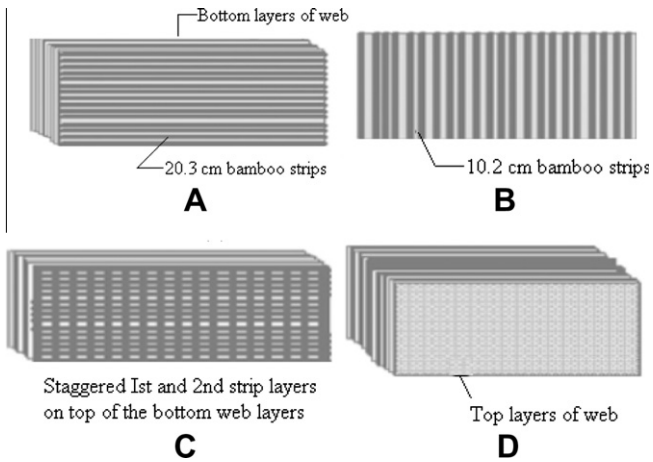 Bottom layers of web
20.3 cm bamboo strips
A
10.2 cm bamboo strips
B
Staggered Ist and 2nd strip layers
on top of the bottom web layers
C
Top layers of web
D